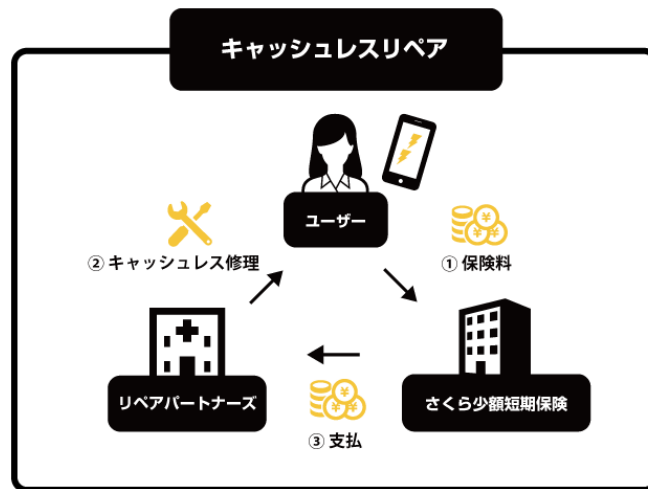 キャッシュレスリペア
ユーザー
② キャッシュレス修理
① 保険料
リペアパートナーズ
さくら少額短期保険
③ 支払